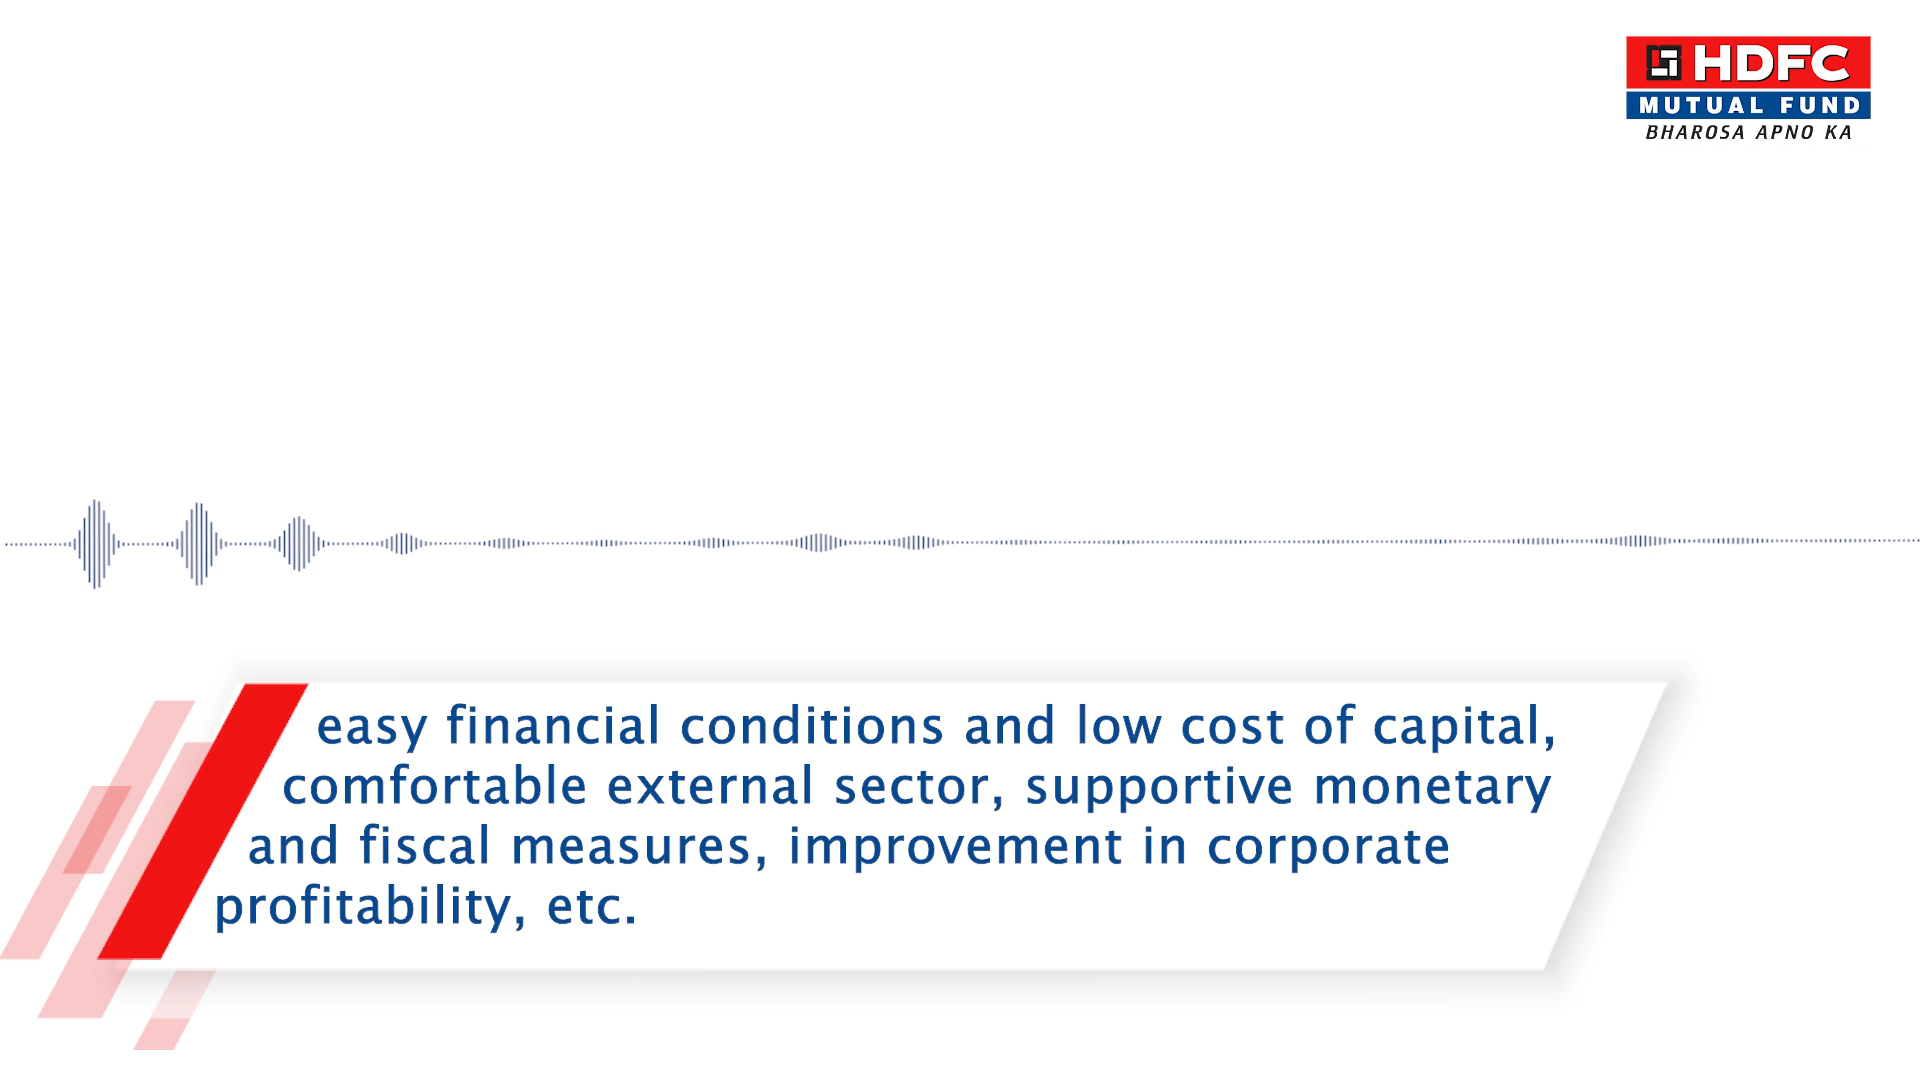 HDFC
MUTUAL FUND
BHAROSA APNO KA
easy financial conditions and low cost of capital,
comfortable external sector, supportive monetary
and fiscal measures, improvement in corporate
profitability, etc.